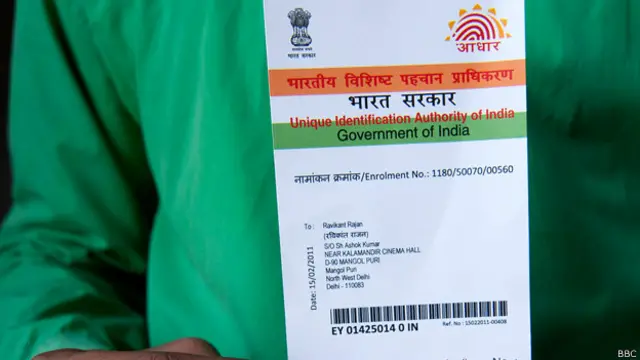 भारत सरकार
आधार
भारतीय विशिष्ट पहचान प्राधिकरण
भारत सरकार
Unique Identification Authority of India
Government of India
नामांकन क्रमांक/Enrolment No.: 1180/50070/00560
To:
Ravikant Rajan
(रविकांत राजन)
S/O Sh Ashok Kumar
NEAR KALAMANDIR CINEMA HALL
D-90 MANGOL PURI
Mangol Puri
North West Delhi
Delhi - 110083
Date: 15/02/2011
EY 01425014 0 IN
Ref. No : 15022011-00408
BBC